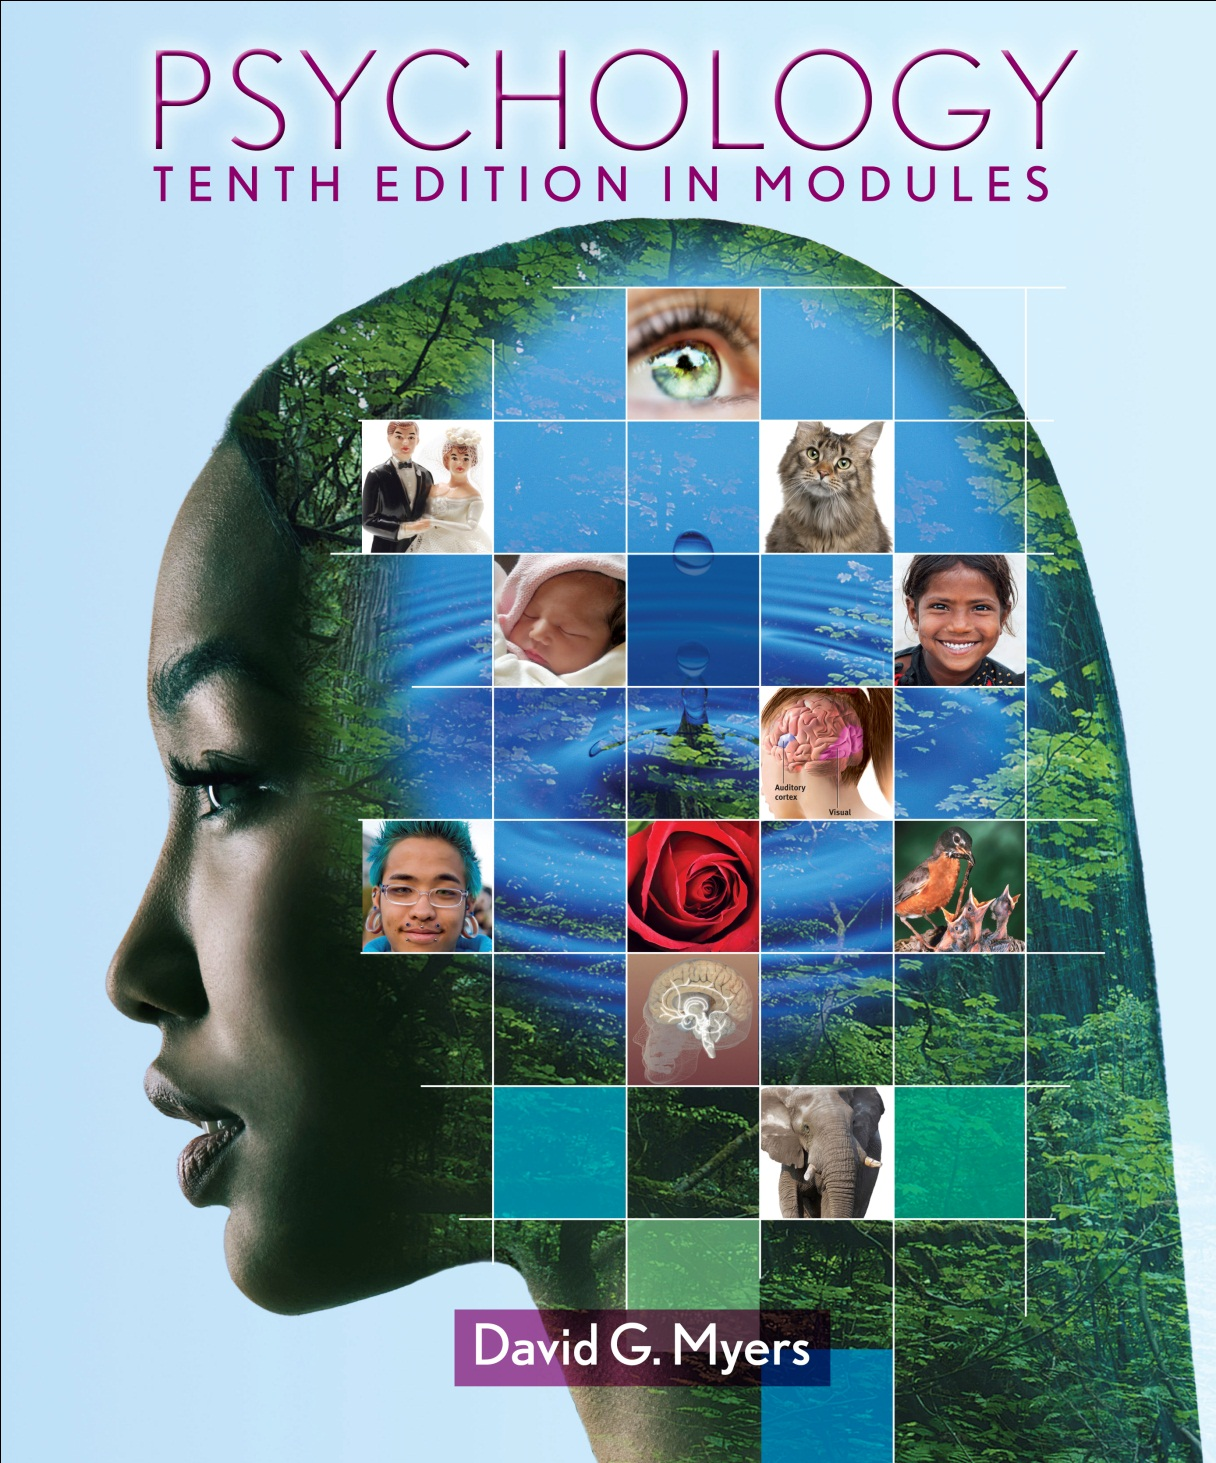 PSYCHOLOGY
TENTH EDITION IN MODULES
Auditory
cortex
Visual
David G. Myers